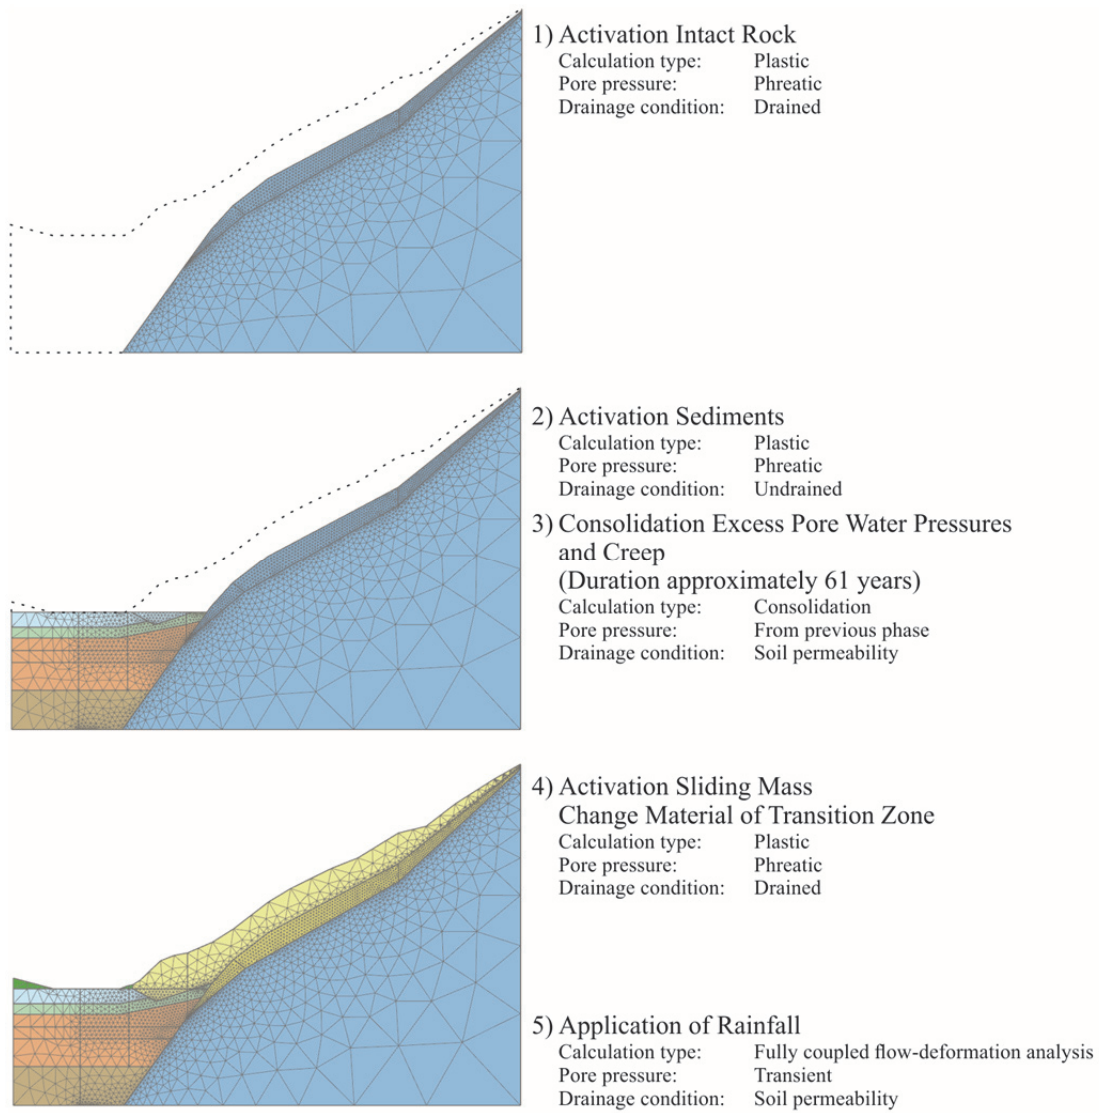 1) Activation Intact Rock
Calculation type: Plastic
Pore pressure: Phreatic
Drainage condition: Drained
2) Activation Sediments
Calculation type: Plastic
Pore pressure: Phreatic
Drainage condition: Undrained
3) Consolidation Excess Pore Water Pressures
and Creep
(Duration approximately 61 years)
Calculation type: Consolidation
Pore pressure: From previous phase
Drainage condition: Soil permeability
4) Activation Sliding Mass
Change Material of Transition Zone
Calculation type: Plastic
Pore pressure: Phreatic
Drainage condition: Drained
5) Application of Rainfall
Calculation type: Fully coupled flow-deformation analysis
Pore pressure: Transient
Drainage condition: Soil permeability